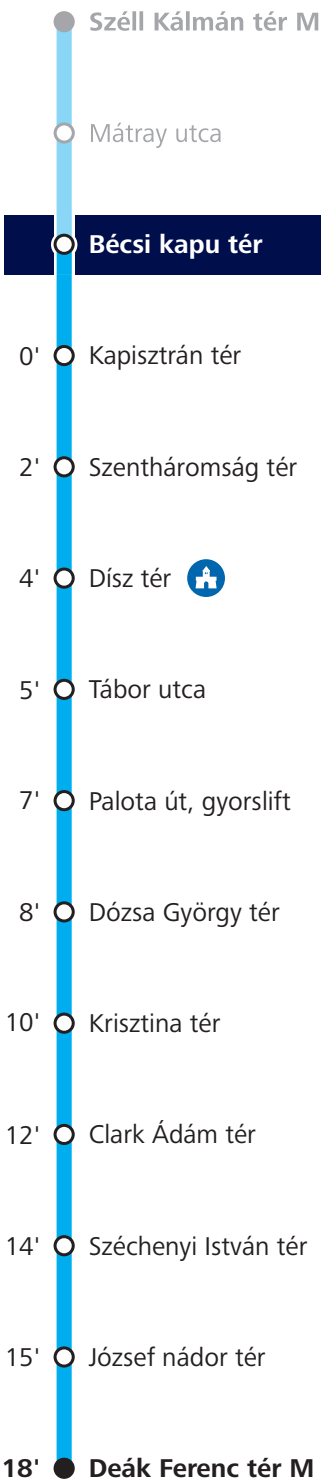 Széll Kálmán tér M
Mátray utca
Bécsi kapu tér
0' Kapisztrán tér
2' Szentháromság tér
4' Dísz tér
5' Tábor utca
7' Palota út, gyorslift
8' Dózsa György tér
10' Krisztina tér
12' Clark Ádám tér
14' Széchenyi István tér
15' József nádor tér
18' Deák Ferenc tér M